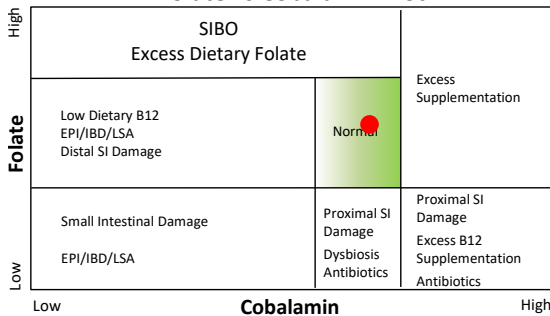 High
Folate
Low
SIBO
Excess Dietary Folate
Low Dietary B12
EPI/IBD/LSA
Distal SI Damage
Normal
Excess
Supplementation
Small Intestinal Damage
EPI/IBD/LSA
Proximal SI
Damage
Dysbiosis
Antibiotics
Proximal SI
Damage
Excess B12
Supplementation
Antibiotics
Low
Cobalamin
High